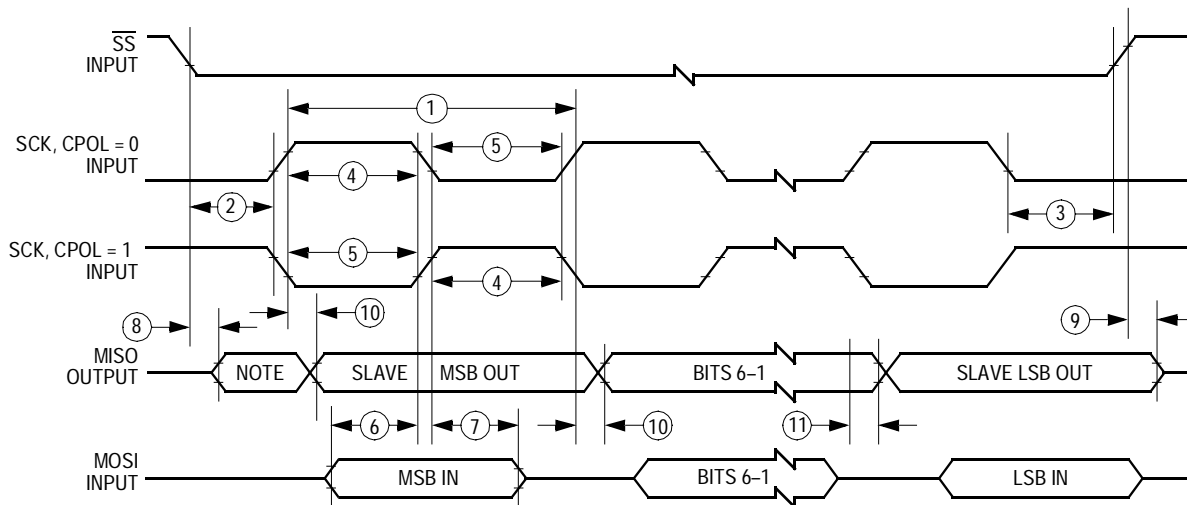 SS
INPUT
1
SCK, CPOL = 0
INPUT
5
4
2
3
SCK, CPOL = 1
INPUT
5
4
8
10
9
MISO
OUTPUT
NOTE
SLAVE MSB OUT
BITS 6–1
SLAVE LSB OUT
6
7
10
11
MOSI
INPUT
MSB IN
BITS 6–1
LSB IN